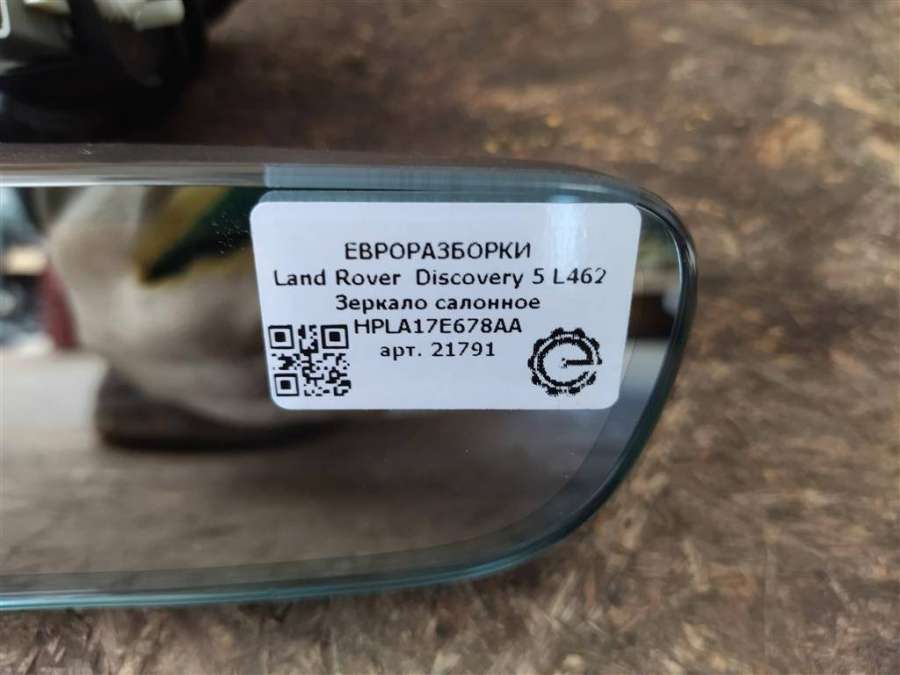 ЕВРОРАЗБОРКИ
Land Rover Discovery 5 L462
Зеркало салонное
HPLA17E678AA
арт. 21791